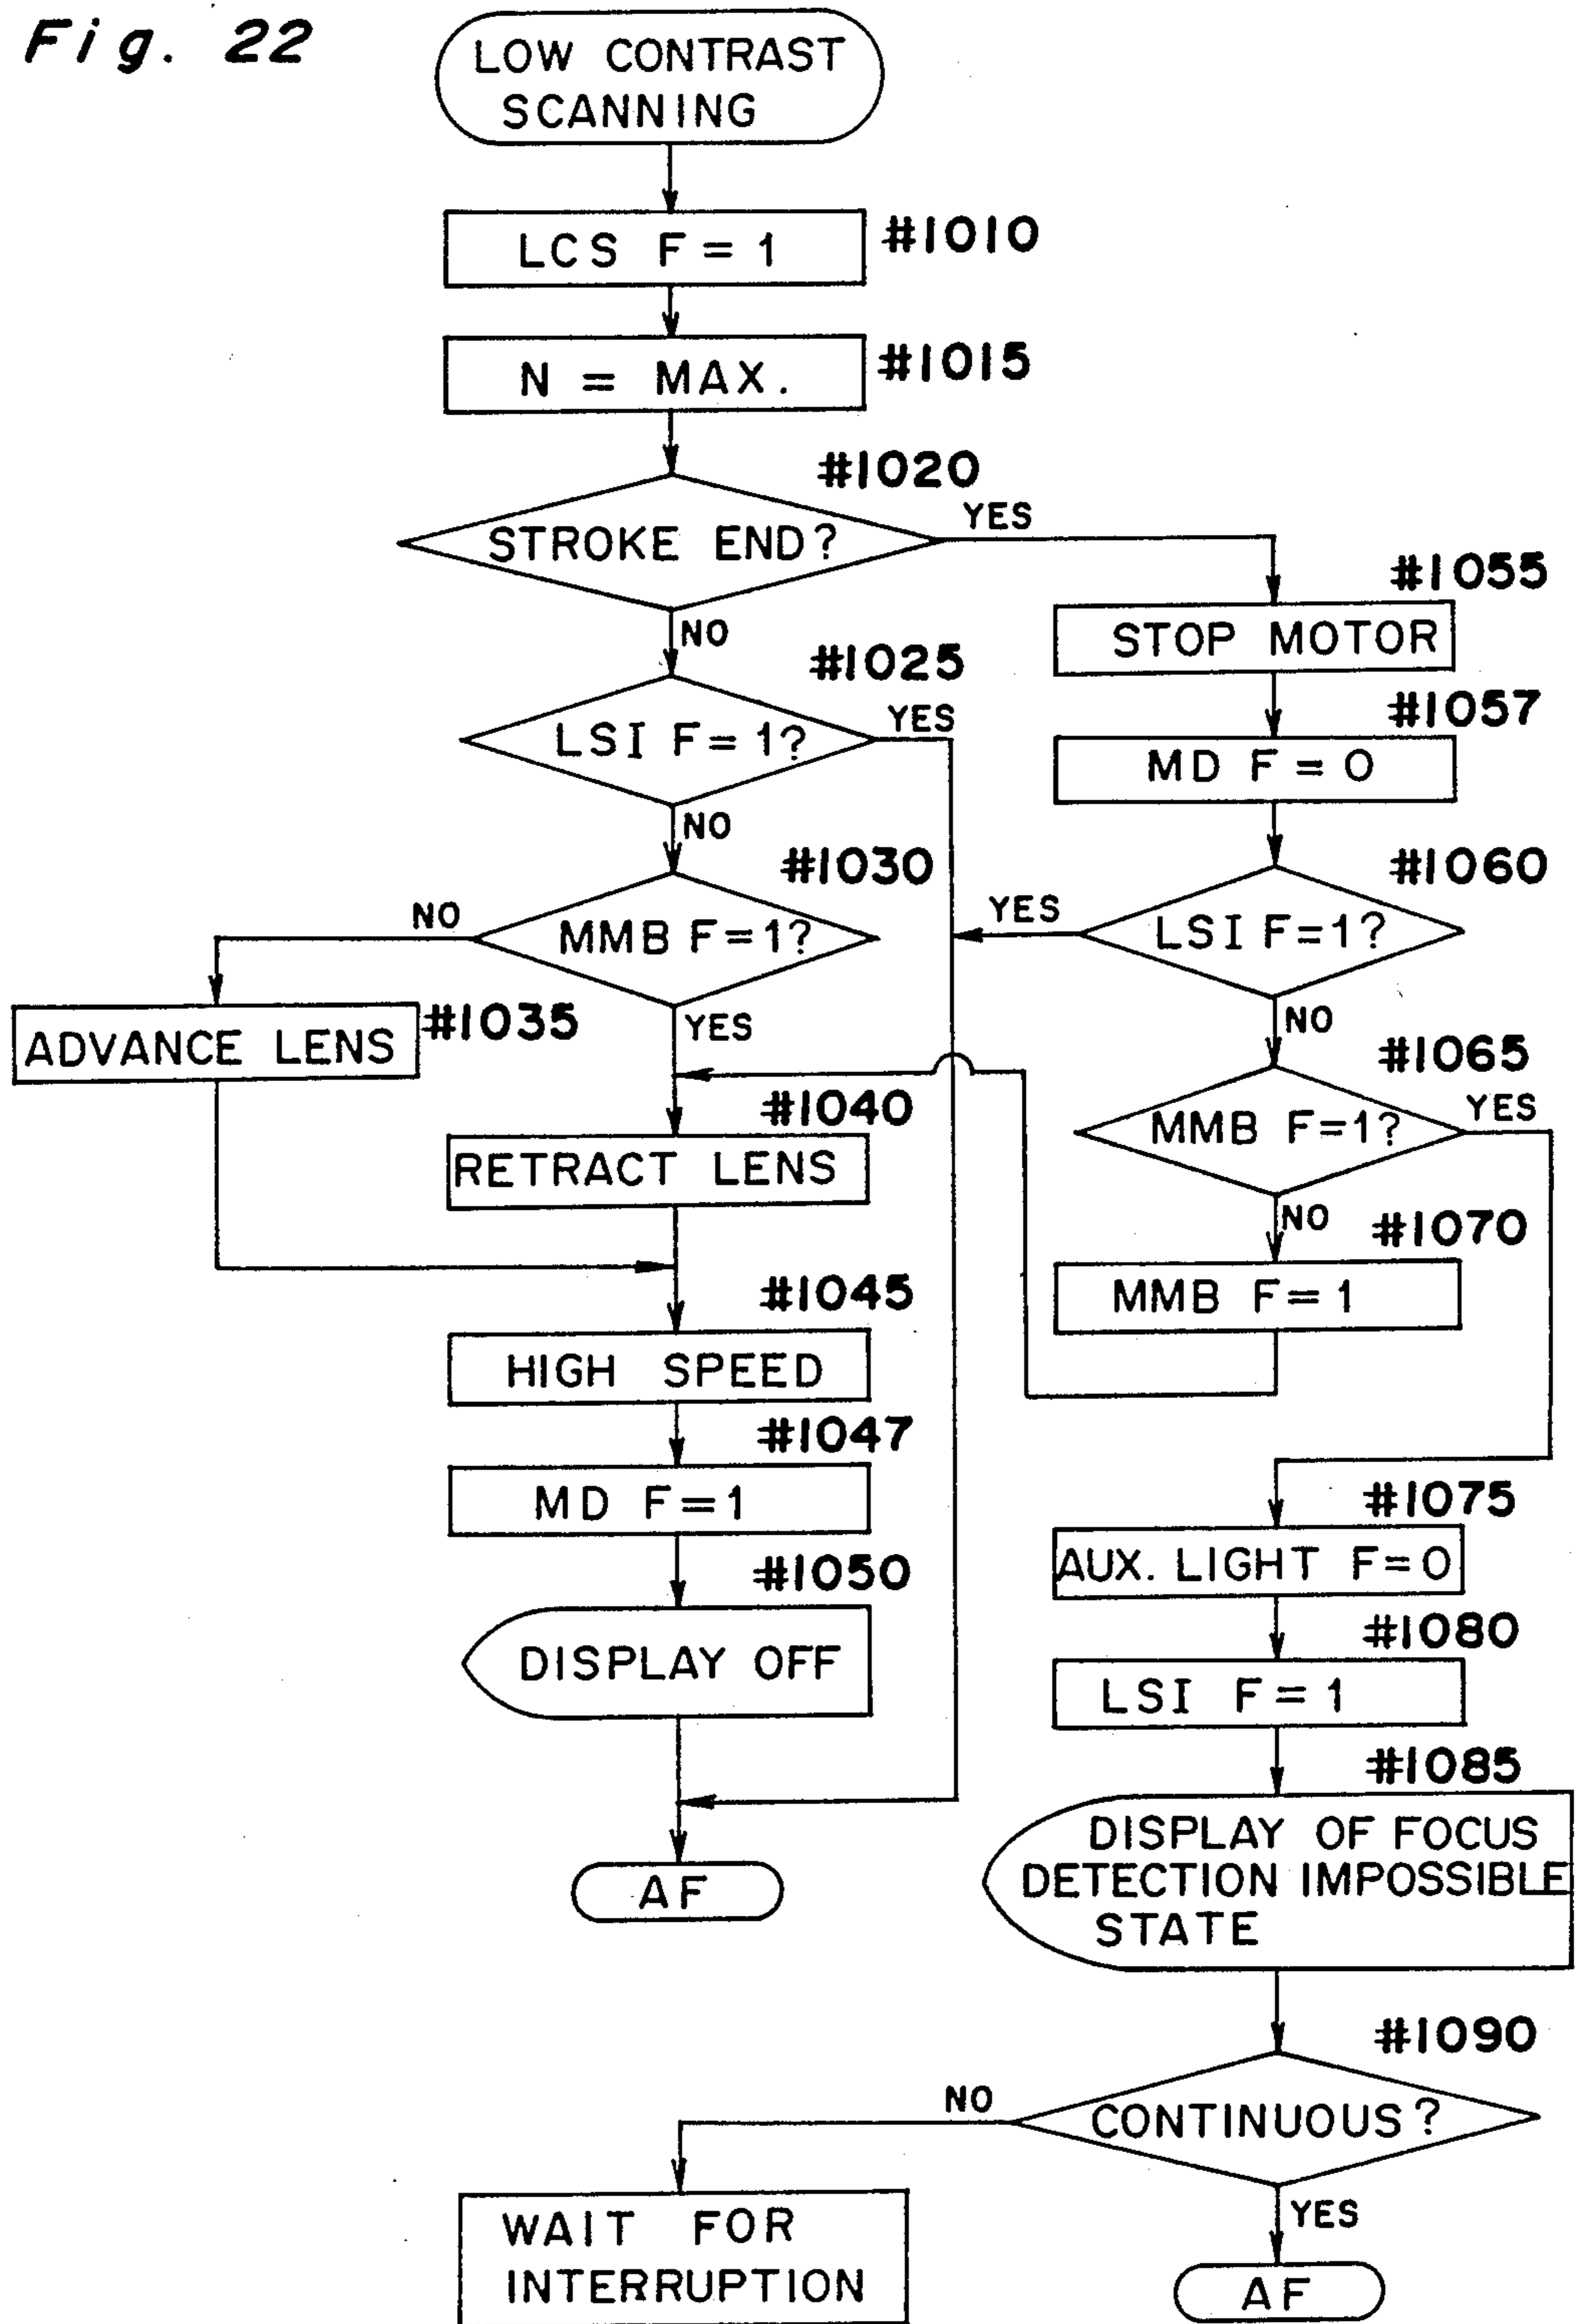 Fig. 22
LOW CONTRAST
SCANNING
LCS F = 1
#1010
N = MAX.
#1015
#1020
STROKE END?
YES
NO
#1055
STOP MOTOR
#1025
LSI F = 1?
YES
NO
#1057
MD F = 0
#1030
MMB F = 1?
NO
YES
#1060
LSI F = 1?
YES
NO
ADVANCE LENS
#1035
#1065
MMB F = 1?
YES
NO
#1040
RETRACT LENS
#1070
MMB F = 1
#1045
HIGH SPEED
#1047
MD F = 1
#1075
AUX. LIGHT F = 0
#1050
DISPLAY OFF
#1080
LSI F = 1
#1085
DISPLAY OF FOCUS
DETECTION IMPOSSIBLE
STATE
AF
#1090
CONTINUOUS?
NO
YES
WAIT FOR
INTERRUPTION
AF